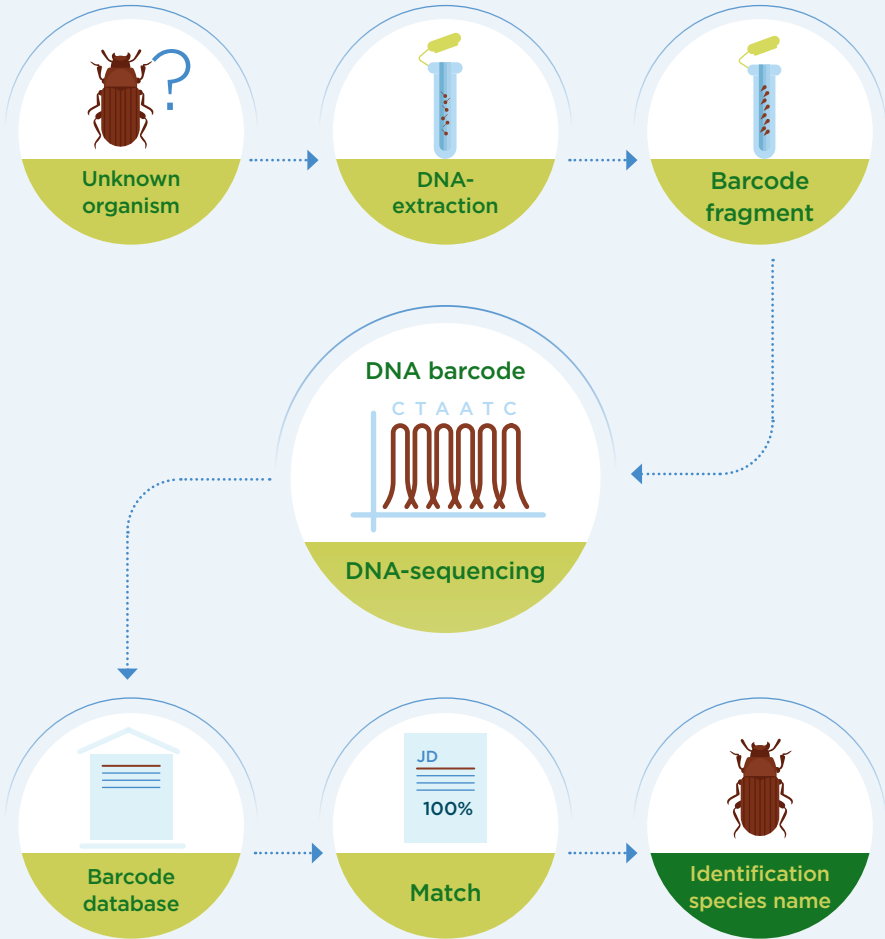 ?
Unknown
organism
DNA-
extraction
Barcode
fragment
DNA barcode
C T A A T C
DNA-sequencing
Barcode
database
JD
100%
Match
Identification
species name